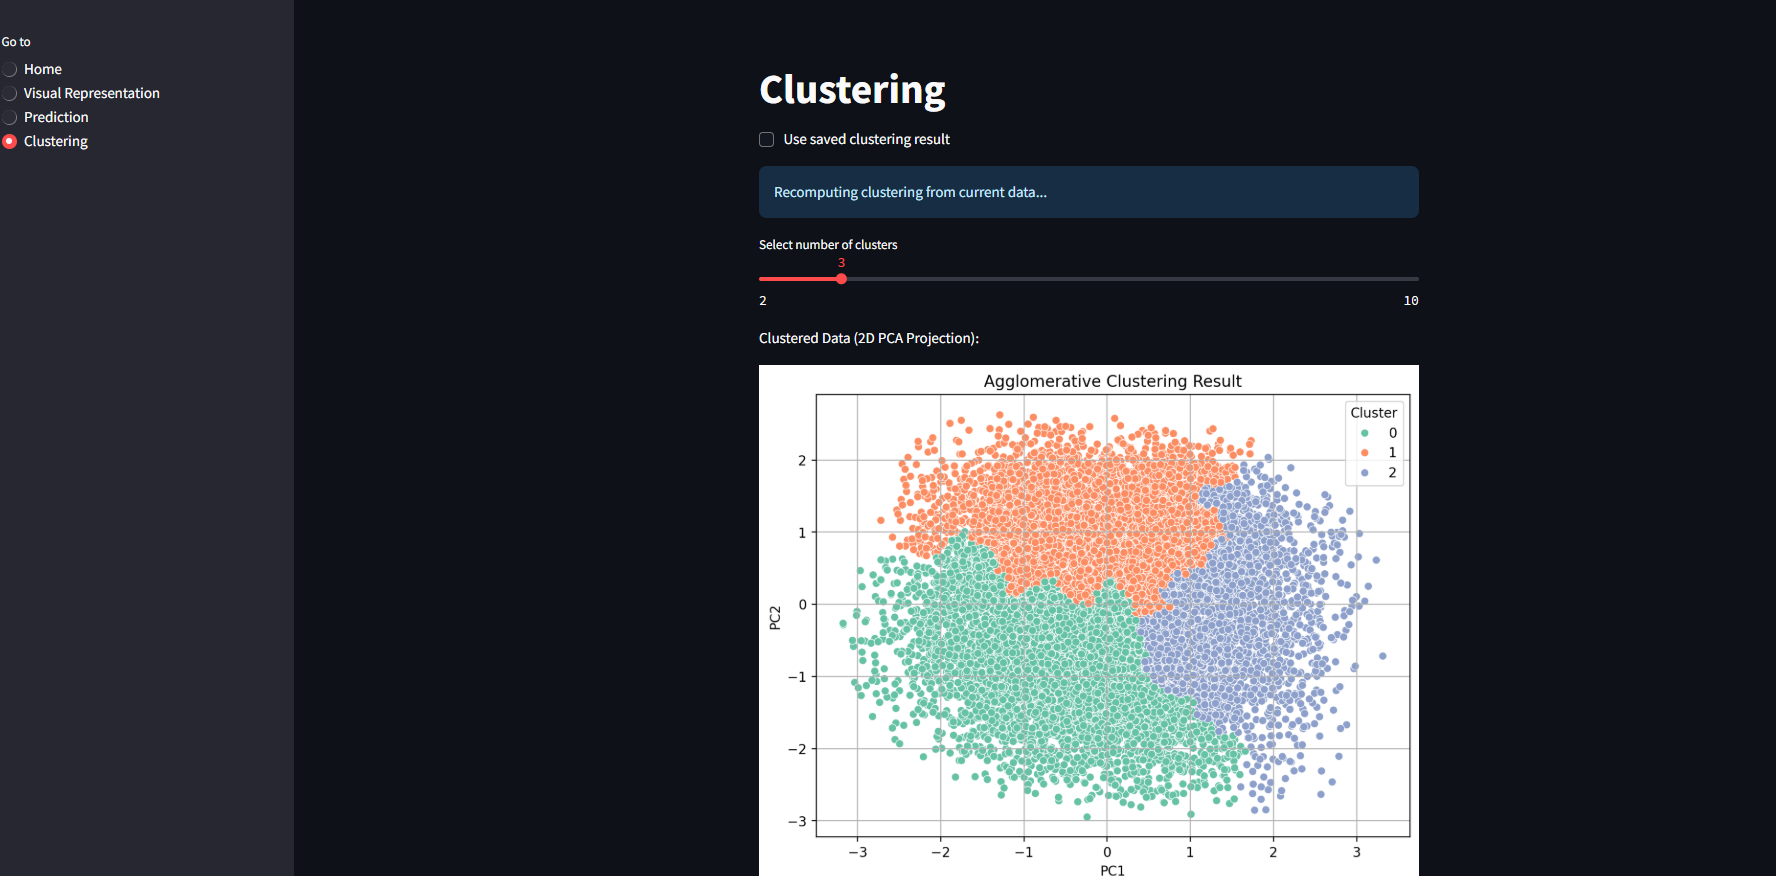 Go to
Home
Visual Representation
Prediction
Clustering
Clustering
Use saved clustering result
Recomputing clustering from current data...
Select number of clusters
3
2
10
Clustered Data (2D PCA Projection):
Agglomerative Clustering Result
Cluster
0
1
2
2
1
0
−1
−2
−3
PC2
−3 −2 −1 0 1 2 3
PC1